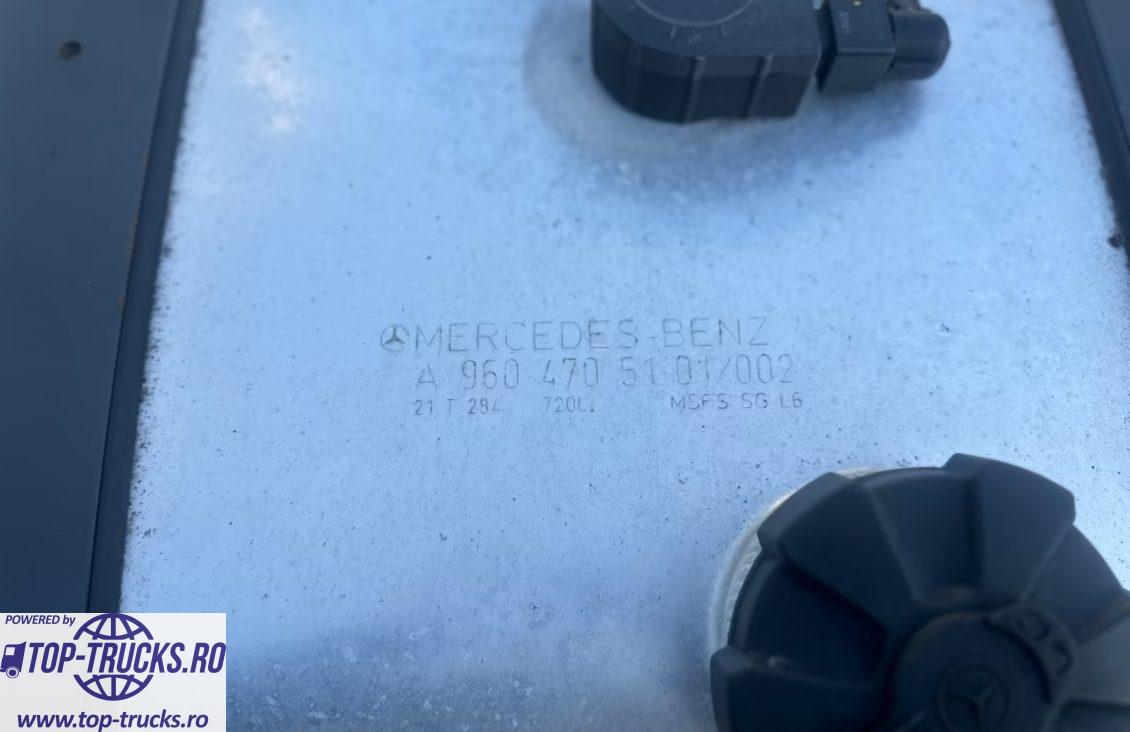 MERCEDES-BENZ
A 960 470 51 01/002
21 T 284 720L. MSFS SG L6
POWERED by
TOP-TRUCKS.RO
www.top-trucks.ro